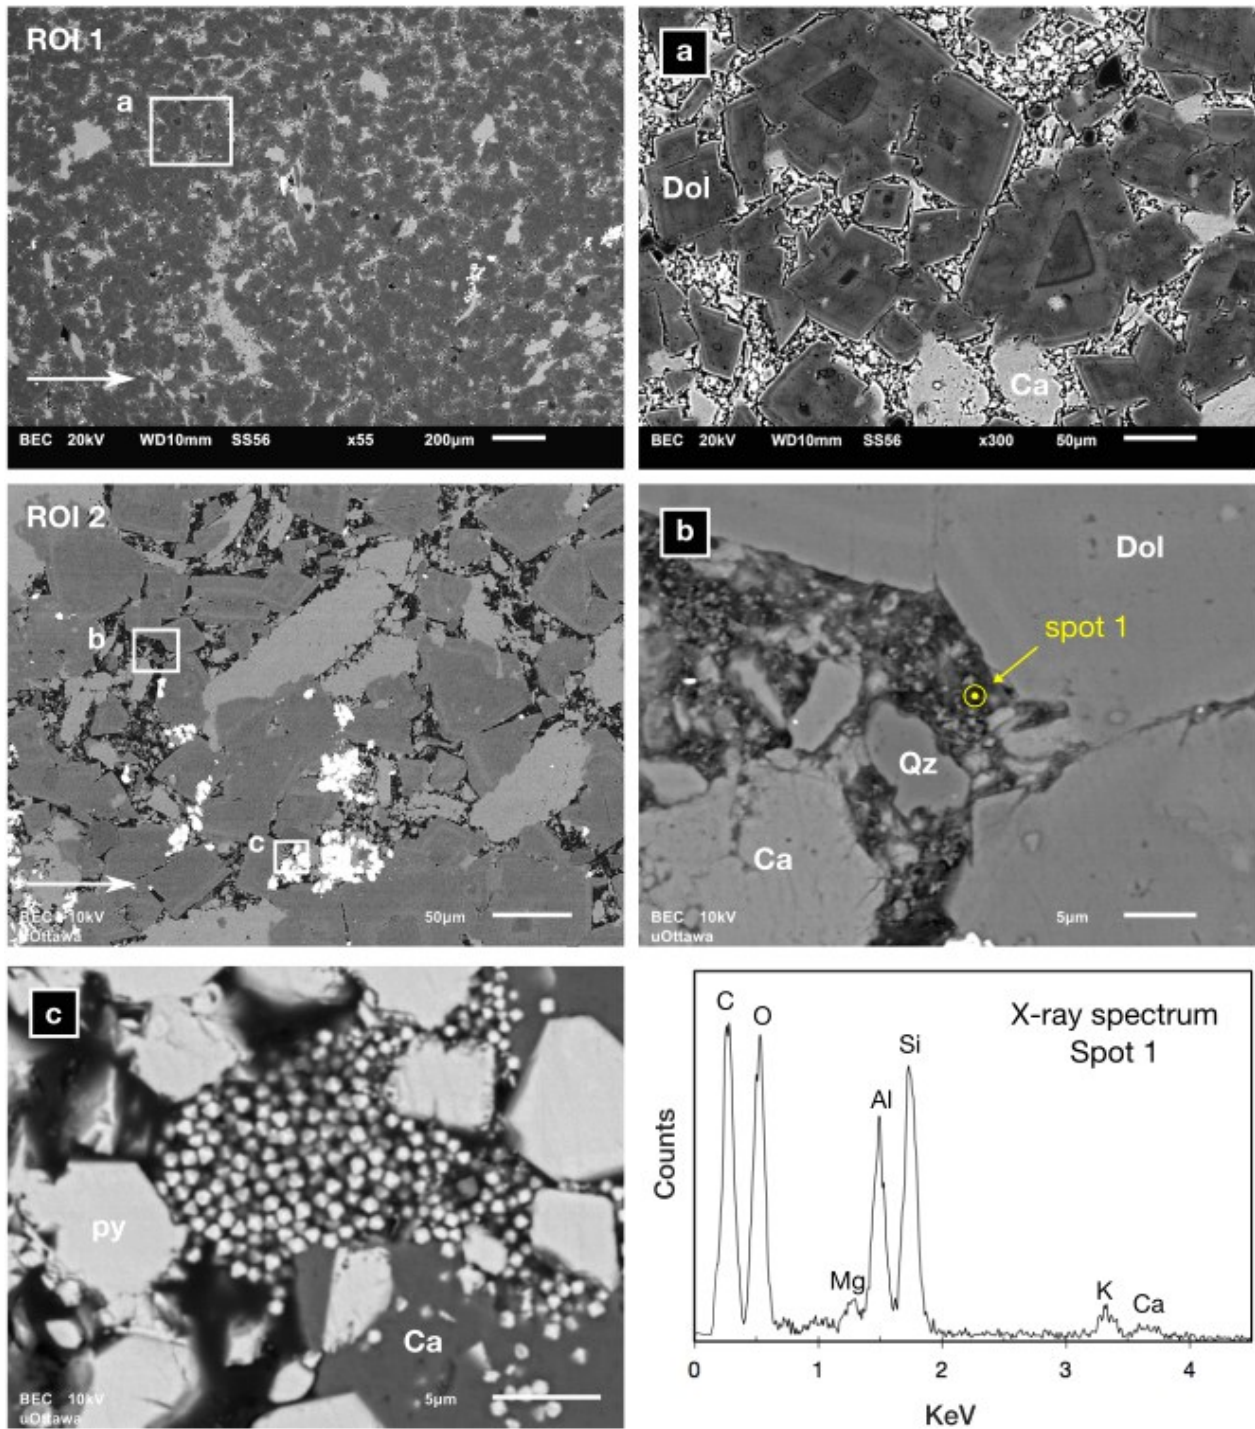 ROI 1
a
BEC 20kV WD10mm SS56 x55 200µm
a
Dol
Ca
BEC 20kV WD10mm SS56 x300 50µm
ROI 2
b
c
BEC 10kV 50µm
uOttawa
b
Dol
spot 1
Qz
Ca
BEC 10kV 5µm
uOttawa
c
py
Ca
BEC 10kV 5µm
uOttawa
X-ray spectrum
Spot 1
C
O
Si
Al
Mg
K
Ca
Counts
0 1 2 3 4
KeV